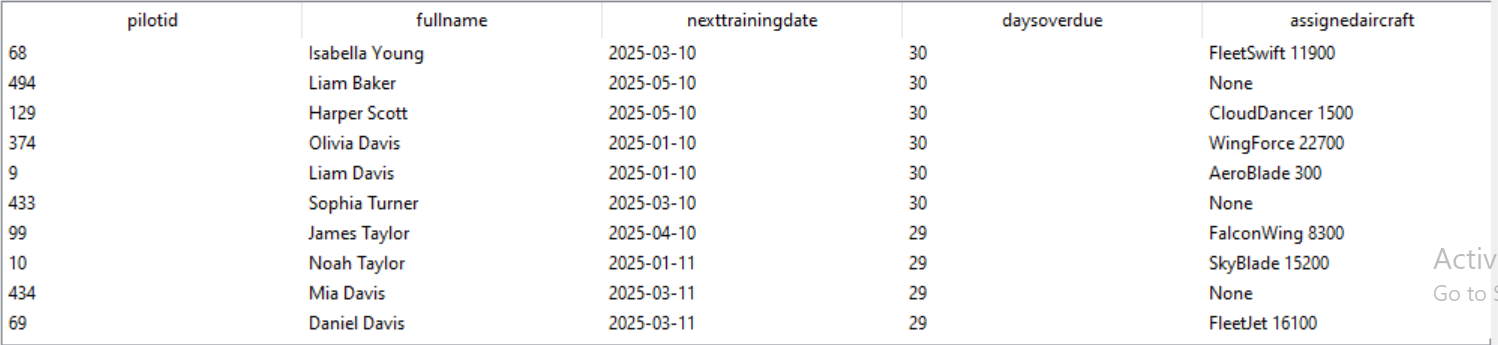 pilotid fullname nexttrainingdate daysoverdue assignedaircraft
68 Isabella Young 2025-03-10 30 FleetSwift 11900
494 Liam Baker 2025-05-10 30 None
129 Harper Scott 2025-05-10 30 CloudDancer 1500
374 Olivia Davis 2025-01-10 30 WingForce 22700
9 Liam Davis 2025-01-10 30 AeroBlade 300
433 Sophia Turner 2025-03-10 30 None
99 James Taylor 2025-04-10 29 FalconWing 8300
10 Noah Taylor 2025-01-11 29 SkyBlade 15200
434 Mia Davis 2025-03-11 29 None
69 Daniel Davis 2025-03-11 29 FleetJet 16100
Activ
Go to S